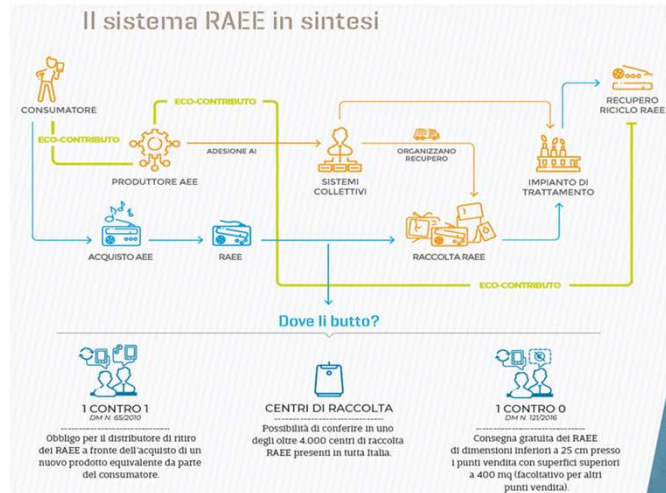 Il sistema RAEE in sintesi
CONSUMATORE
ECO-CONTRIBUTO
ECO-CONTRIBUTO
PRODUTTORE AEE
ADESIONE AI
SISTEMI
COLLETTIVI
ORGANIZZANO
RECUPERO
IMPIANTO DI
TRATTAMENTO
RECUPERO
RICICLO RAEE
ACQUISTO AEE
RAEE
RACCOLTA RAEE
ECO-CONTRIBUTO
Dove li butto?
1 CONTRO 1
DM N. 65/2010
Obbligo per il distributore di ritiro
dei RAEE a fronte dell'acquisto di un
nuovo prodotto equivalente da parte
del consumatore.
CENTRI DI RACCOLTA
Possibilità di conferire in uno
degli oltre 4.000 centri di raccolta
RAEE presenti in tutta Italia.
1 CONTRO 0
DM N. 121/2016
Consegna gratuita dei RAEE
di dimensioni inferiori a 25 cm presso
i punti vendita con superfici superiori
a 400 mq (facoltativo per altri
punti vendita).